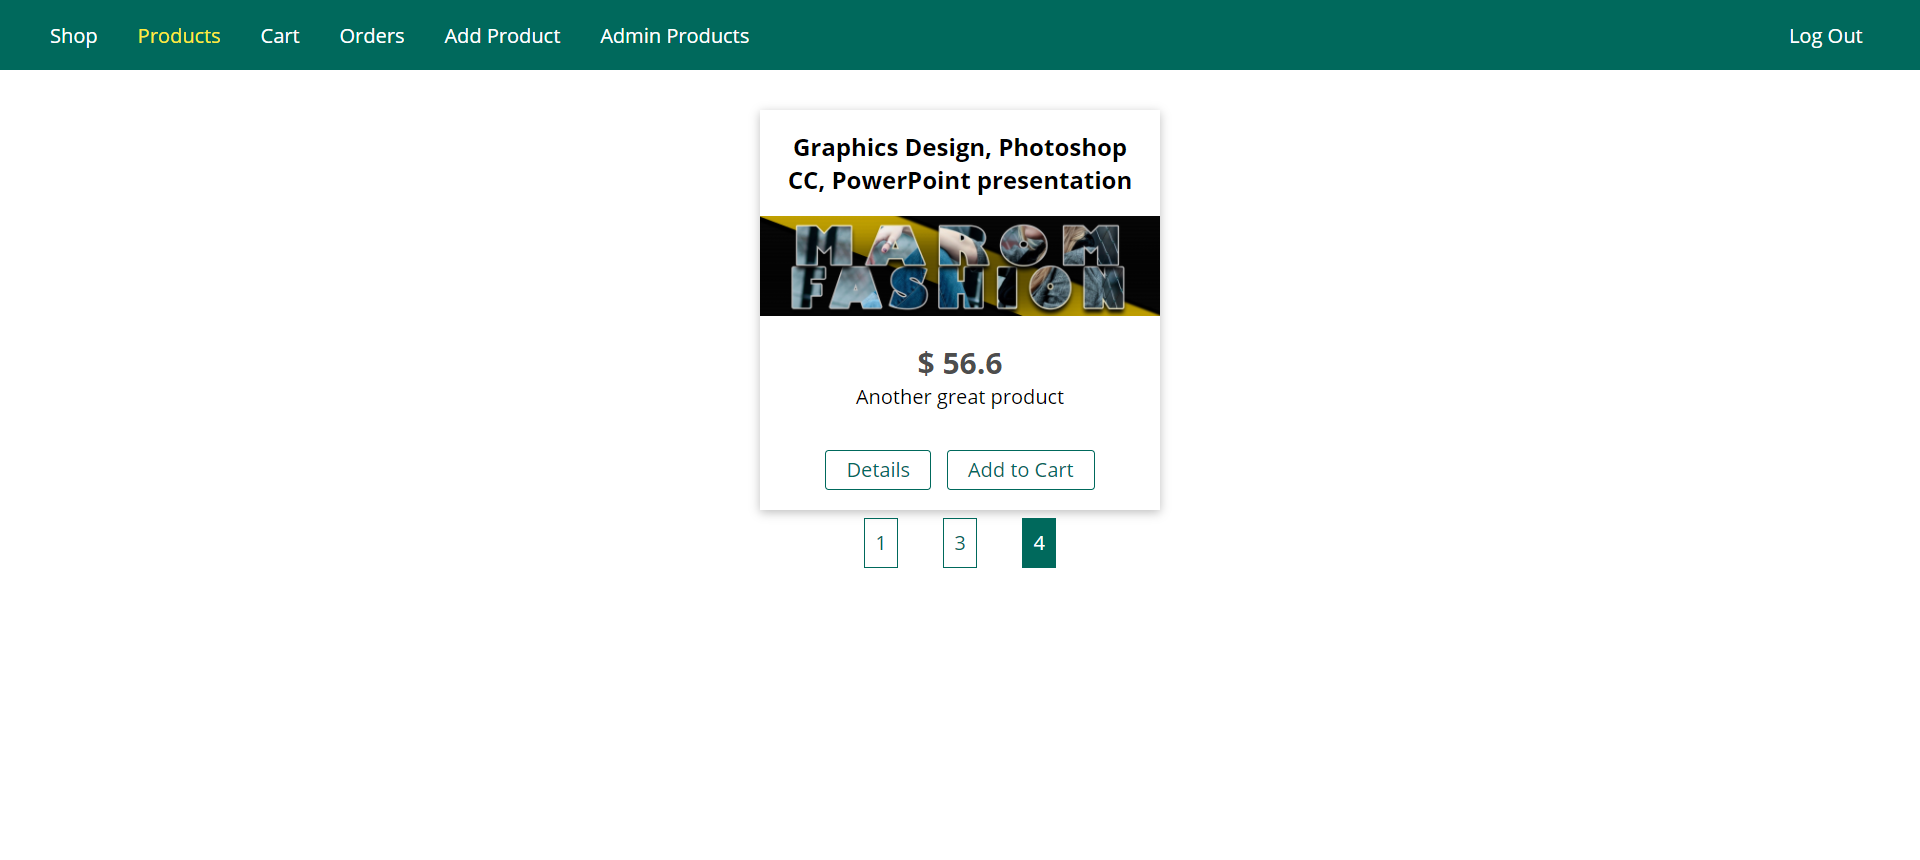 Shop Products Cart Orders Add Product Admin Products Log Out
Graphics Design, Photoshop
CC, PowerPoint presentation
MAROM
FASHION
$ 56.6
Another great product
Details Add to Cart
1 3 4